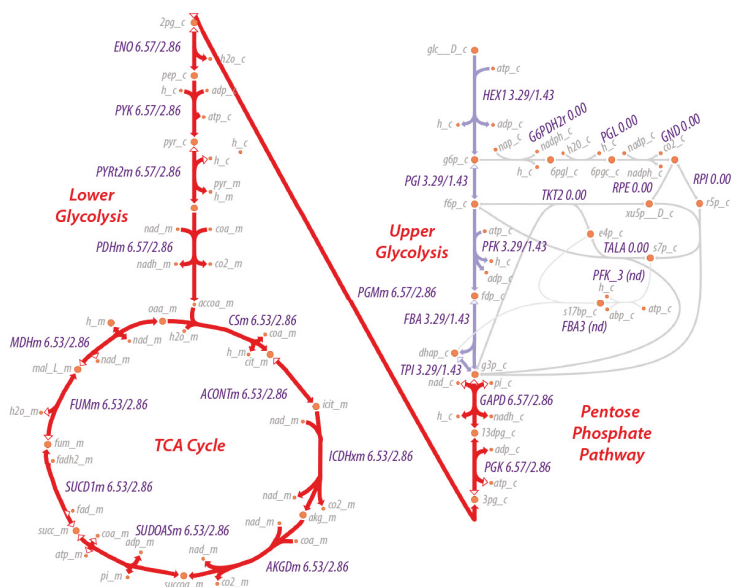 2pg_c
ENO 6.57/2.86
h2o_c
pep_c
h_c
adp_c
PYK 6.57/2.86
atp_c
pyr_c
h_c
h_c
PYRt2m 6.57/2.86
pyr_m
h_m
Lower
Glycolysis
nad_m
coa_m
PDHm 6.57/2.86
nadh_m
co2_m
accoa_m
oaa_m
h2o_m
CSm 6.53/2.86
coa_m
h_m
cit_m
h_m
nad_m
MDHm 6.53/2.86
nad_m
mal_L_m
ACONTm 6.53/2.86
icit_m
nad_m
FUMm 6.53/2.86
h2o_m
TCA Cycle
fum_m
fadh2_m
ICDHxm 6.53/2.86
SUCD1m 6.53/2.86
nad_m
co2_m
akg_m
fad_m
nad_m
succ_m
coa_m
SUDOASm 6.53/2.86
coa_m
atp_m
adp_m
nad_m
AKGDm 6.53/2.86
pi_m
succoa_m
co2_m
glc__D_c
atp_c
HEX1 3.29/1.43
h_c
adp_c
G6PDH2r 0.00
PGL 0.00
GND 0.00
nap_c
nadph_c
h2o_c
h_c
nadp_c
co2_c
g6p_c
h_c
6pgl_c
6pgc_c
nadph_c
PGI 3.29/1.43
TKT2 0.00
RPE 0.00
RPI 0.00
f6p_c
xu5p__D_c
r5p_c
Upper
Glycolysis
atp_c
PFK 3.29/1.43
h_c
adp_c
e4p_c
TALA 0.00
s7p_c
PFK_3 (nd)
PGMm 6.57/2.86
fdp_c
h_c
s17bp_c
abp_c
atp_c
FBA 3.29/1.43
FBA3 (nd)
dhap_c
TPI 3.29/1.43
g3p_c
nad_c
pi_c
GAPD 6.57/2.86
h_c
nadh_c
13dpg_c
Pentose
Phosphate
Pathway
adp_c
PGK 6.57/2.86
atp_c
3pg_c